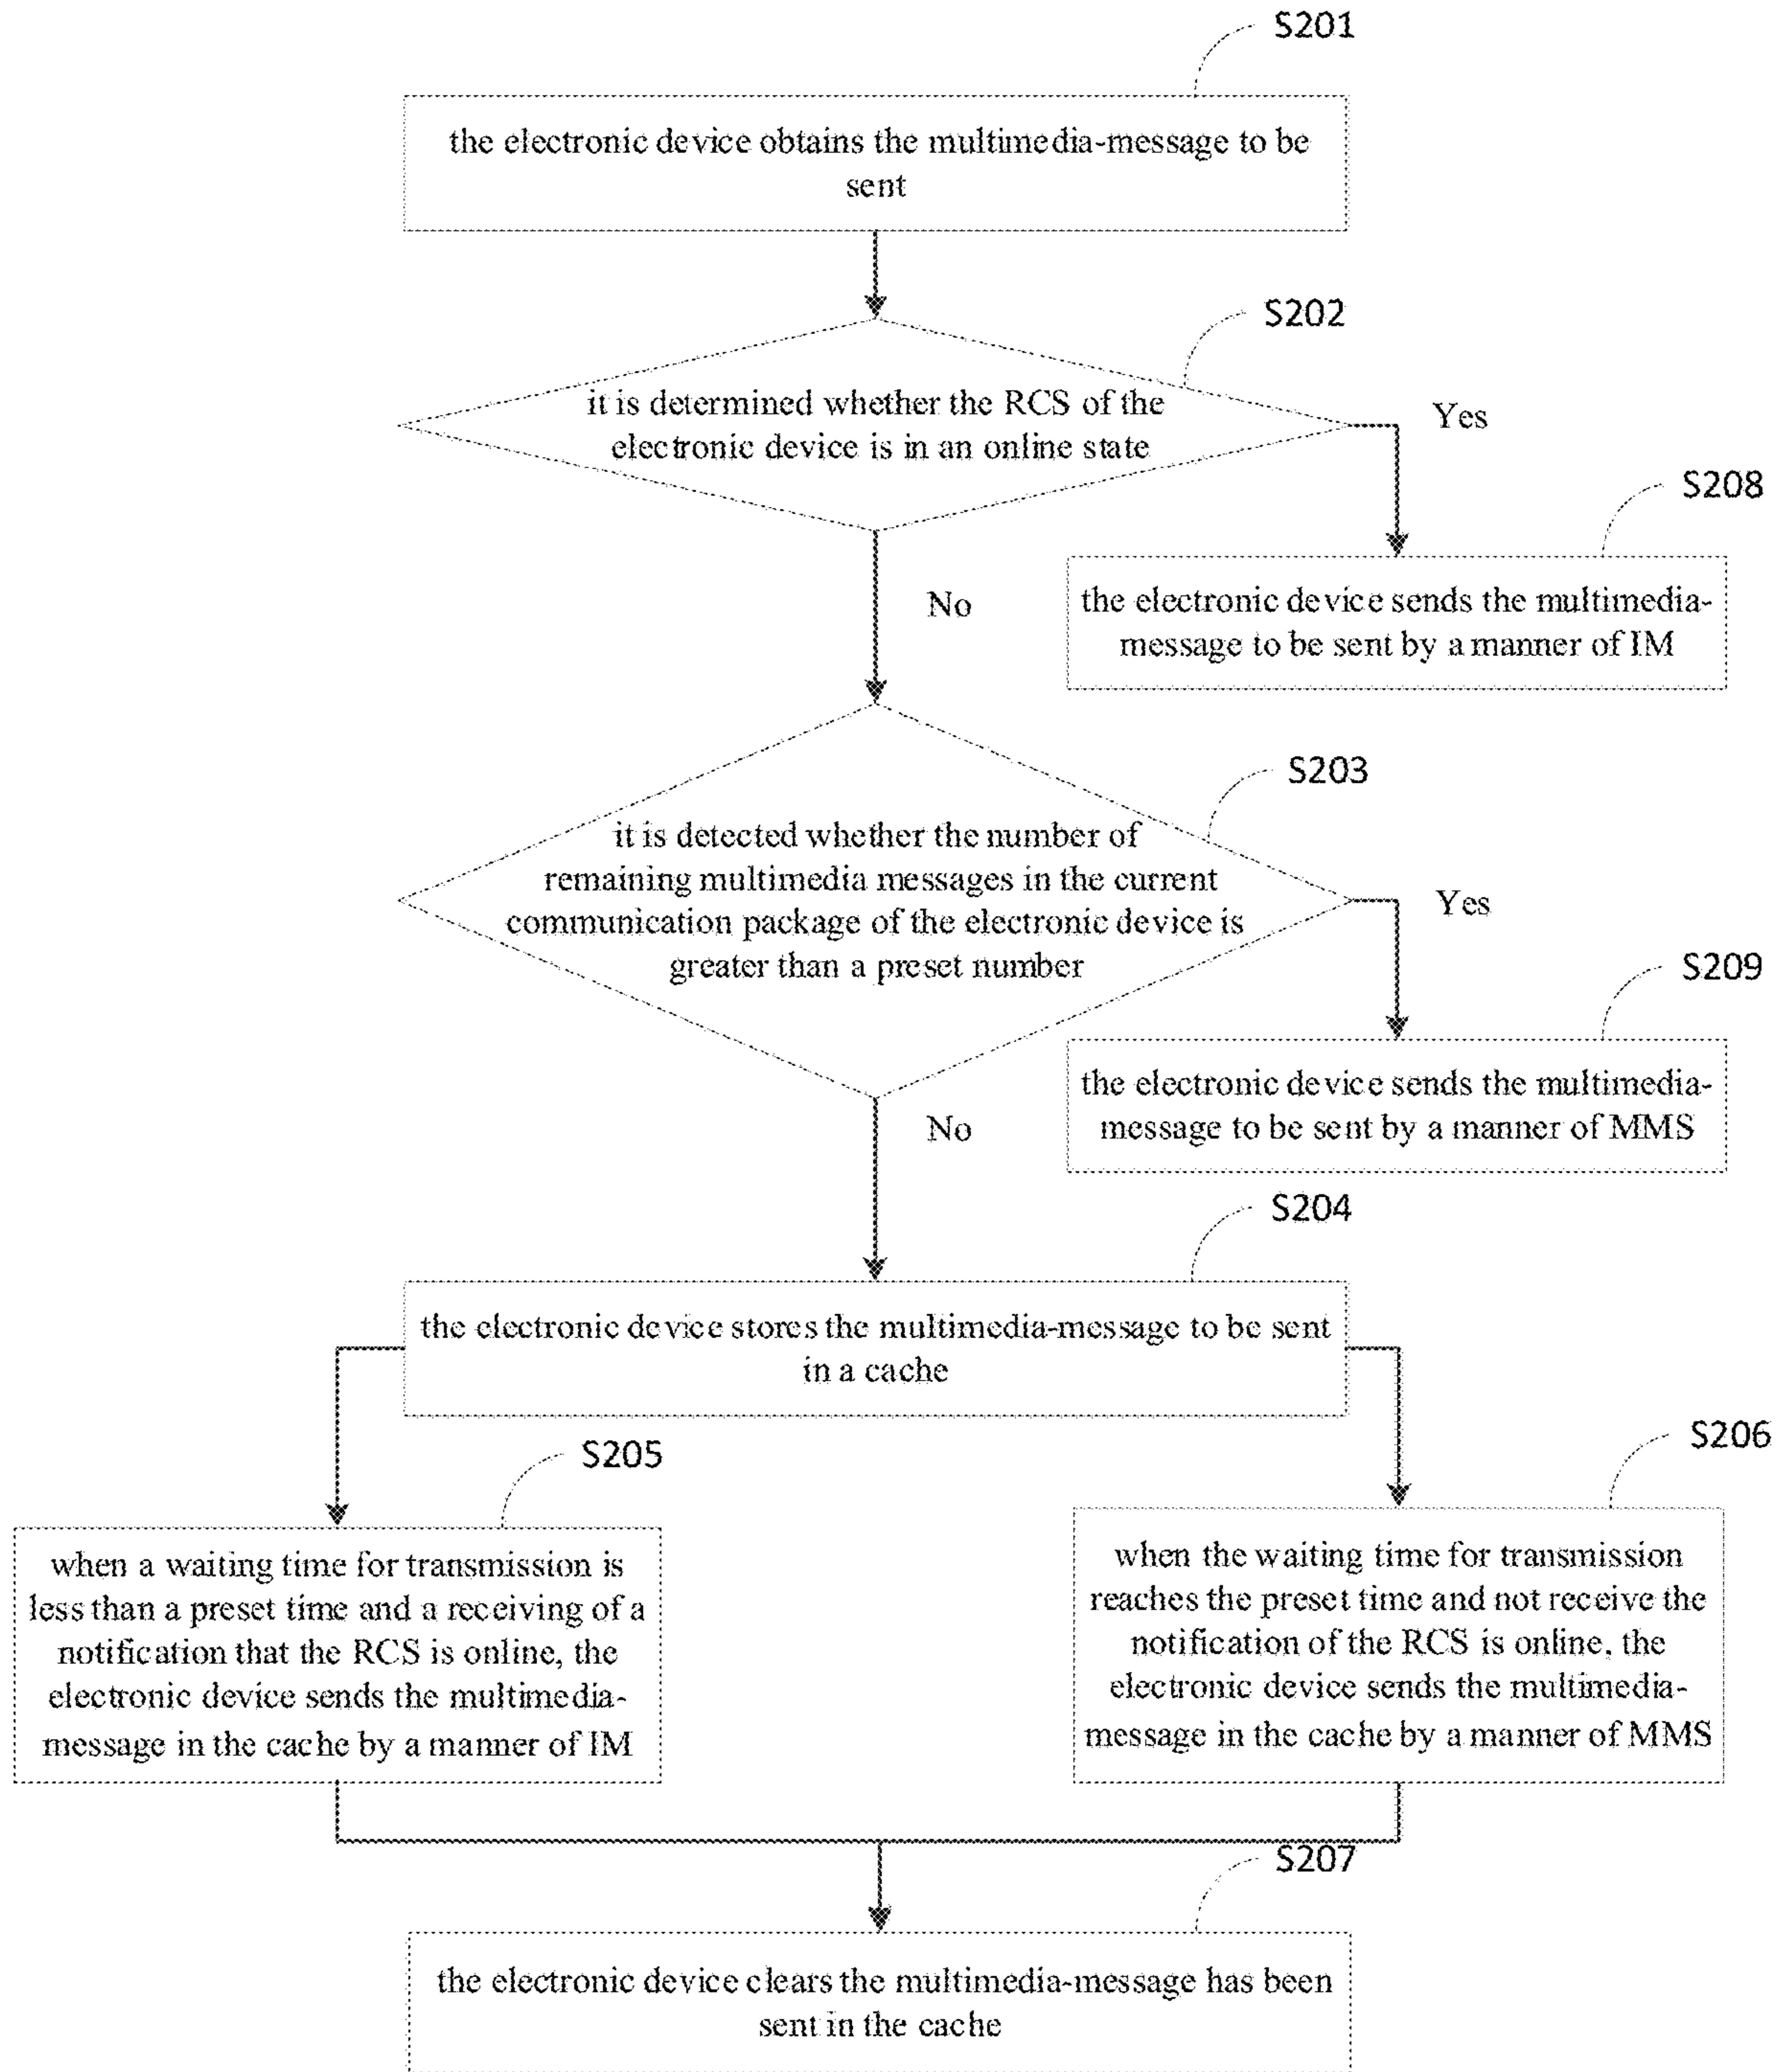 S201
the electronic device obtains the multimedia-message to be
sent
S202
it is determined whether the RCS of the
electronic device is in an online state
Yes
S208
the electronic device sends the multimedia-
message to be sent by a manner of IM
No
S203
it is detected whether the number of
remaining multimedia messages in the current
communication package of the electronic device is
greater than a preset number
Yes
S209
the electronic device sends the multimedia-
message to be sent by a manner of MMS
No
S204
the electronic device stores the multimedia-message to be sent
in a cache
S205
when a waiting time for transmission is
less than a preset time and a receiving of a
notification that the RCS is online, the
electronic device sends the multimedia-
message in the cache by a manner of IM
S206
when the waiting time for transmission
reaches the preset time and not receive the
notification of the RCS is online, the
electronic device sends the multimedia-
message in the cache by a manner of MMS
S207
the electronic device clears the multimedia-message has been
sent in the cache